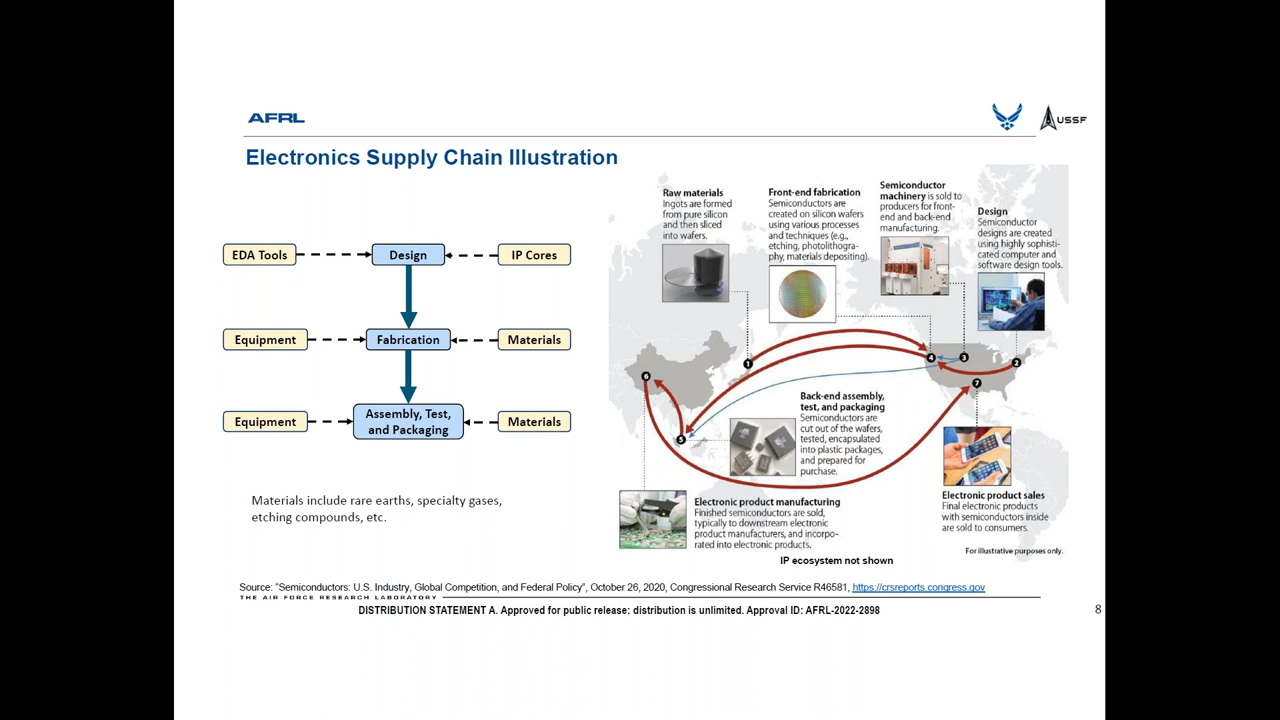 AFRL
USSF
Electronics Supply Chain Illustration
EDA Tools
Design
IP Cores
Equipment
Fabrication
Materials
Equipment
Assembly, Test,
and Packaging
Materials
Materials include rare earths, specialty gases,
etching compounds, etc.
Raw materials
Ingots are formed
from pure silicon
and then sliced
into wafers.
Front-end fabrication
Semiconductors are
created on silicon wafers
using various processes
and techniques (e.g.,
etching, photolithogra-
phy, materials depositing).
Semiconductor
machinery is sold to
producers for front-
end and back-end
manufacturing.
Design
Semiconductor
designs are created
using highly sophisti-
cated computer and
software design tools.
1
4
3
2
7
6
5
Back-end assembly,
test, and packaging
Semiconductors are
cut out of the wafers,
tested, encapsulated
into plastic packages,
and prepared for
purchase.
Electronic product manufacturing
Finished semiconductors are sold,
typically to downstream electronic
product manufacturers, and incorpo-
rated into electronic products.
Electronic product sales
Final electronic products
with semiconductors inside
are sold to consumers.
For illustrative purposes only.
IP ecosystem not shown
Source: "Semiconductors: U.S. Industry, Global Competition, and Federal Policy", October 26, 2020, Congressional Research Service R46581, https://crsreports.congress.gov
THE AIR FORCE RESEARCH LABORATORY
DISTRIBUTION STATEMENT A. Approved for public release: distribution is unlimited. Approval ID: AFRL-2022-2898
8